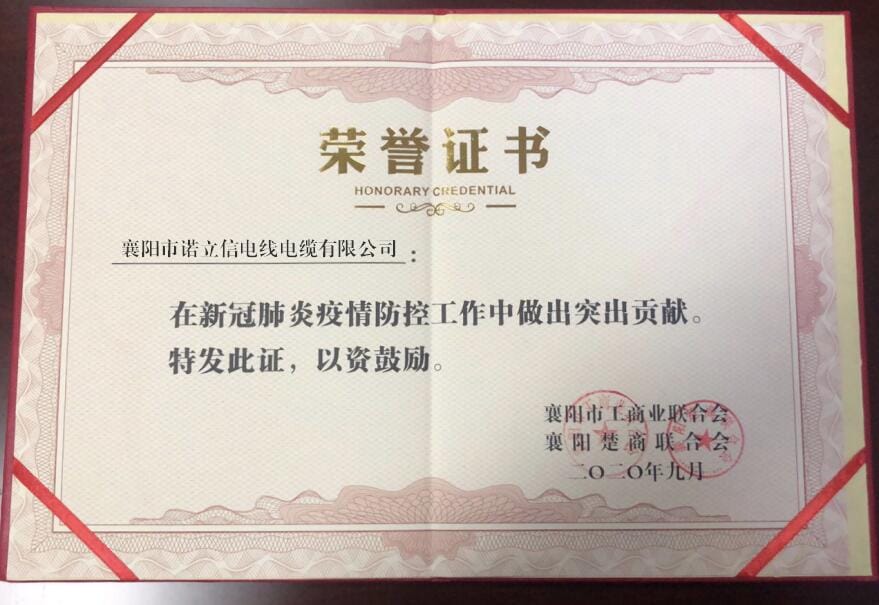 荣誉证书
HONORARY CREDENTIAL
襄阳市诺立信电线电缆有限公司：
在新冠肺炎疫情防控工作中做出突出贡献。
特发此证，以资鼓励。
襄阳市工商业联合会
襄阳楚商联合会
二〇二〇年九月